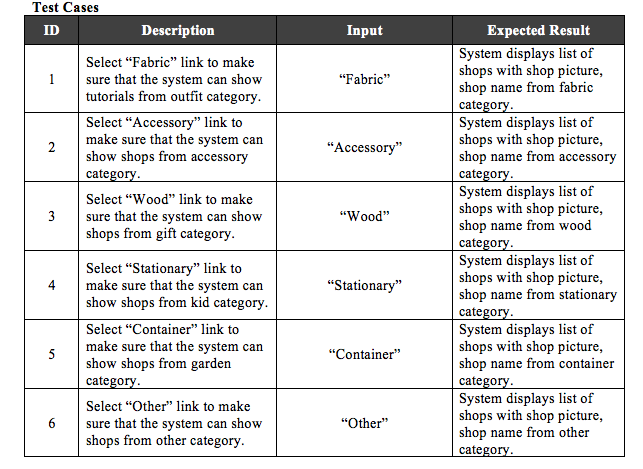 Test Cases
ID Description Input Expected Result
1
Select “Fabric” link to make
sure that the system can show
tutorials from outfit category.
“Fabric”
System displays list of
shops with shop picture,
shop name from fabric
category.
2
Select “Accessory” link to
make sure that the system can
show shops from accessory
category.
“Accessory”
System displays list of
shops with shop picture,
shop name from accessory
category.
3
Select “Wood” link to make
sure that the system can show
shops from gift category.
“Wood”
System displays list of
shops with shop picture,
shop name from wood
category.
4
Select “Stationary” link to
make sure that the system can
show shops from kid category.
“Stationary”
System displays list of
shops with shop picture,
shop name from stationary
category.
5
Select “Container” link to
make sure that the system can
show shops from garden
category.
“Container”
System displays list of
shops with shop picture,
shop name from container
category.
6
Select “Other” link to make
sure that the system can show
shops from other category.
“Other”
System displays list of
shops with shop picture,
shop name from other
category.